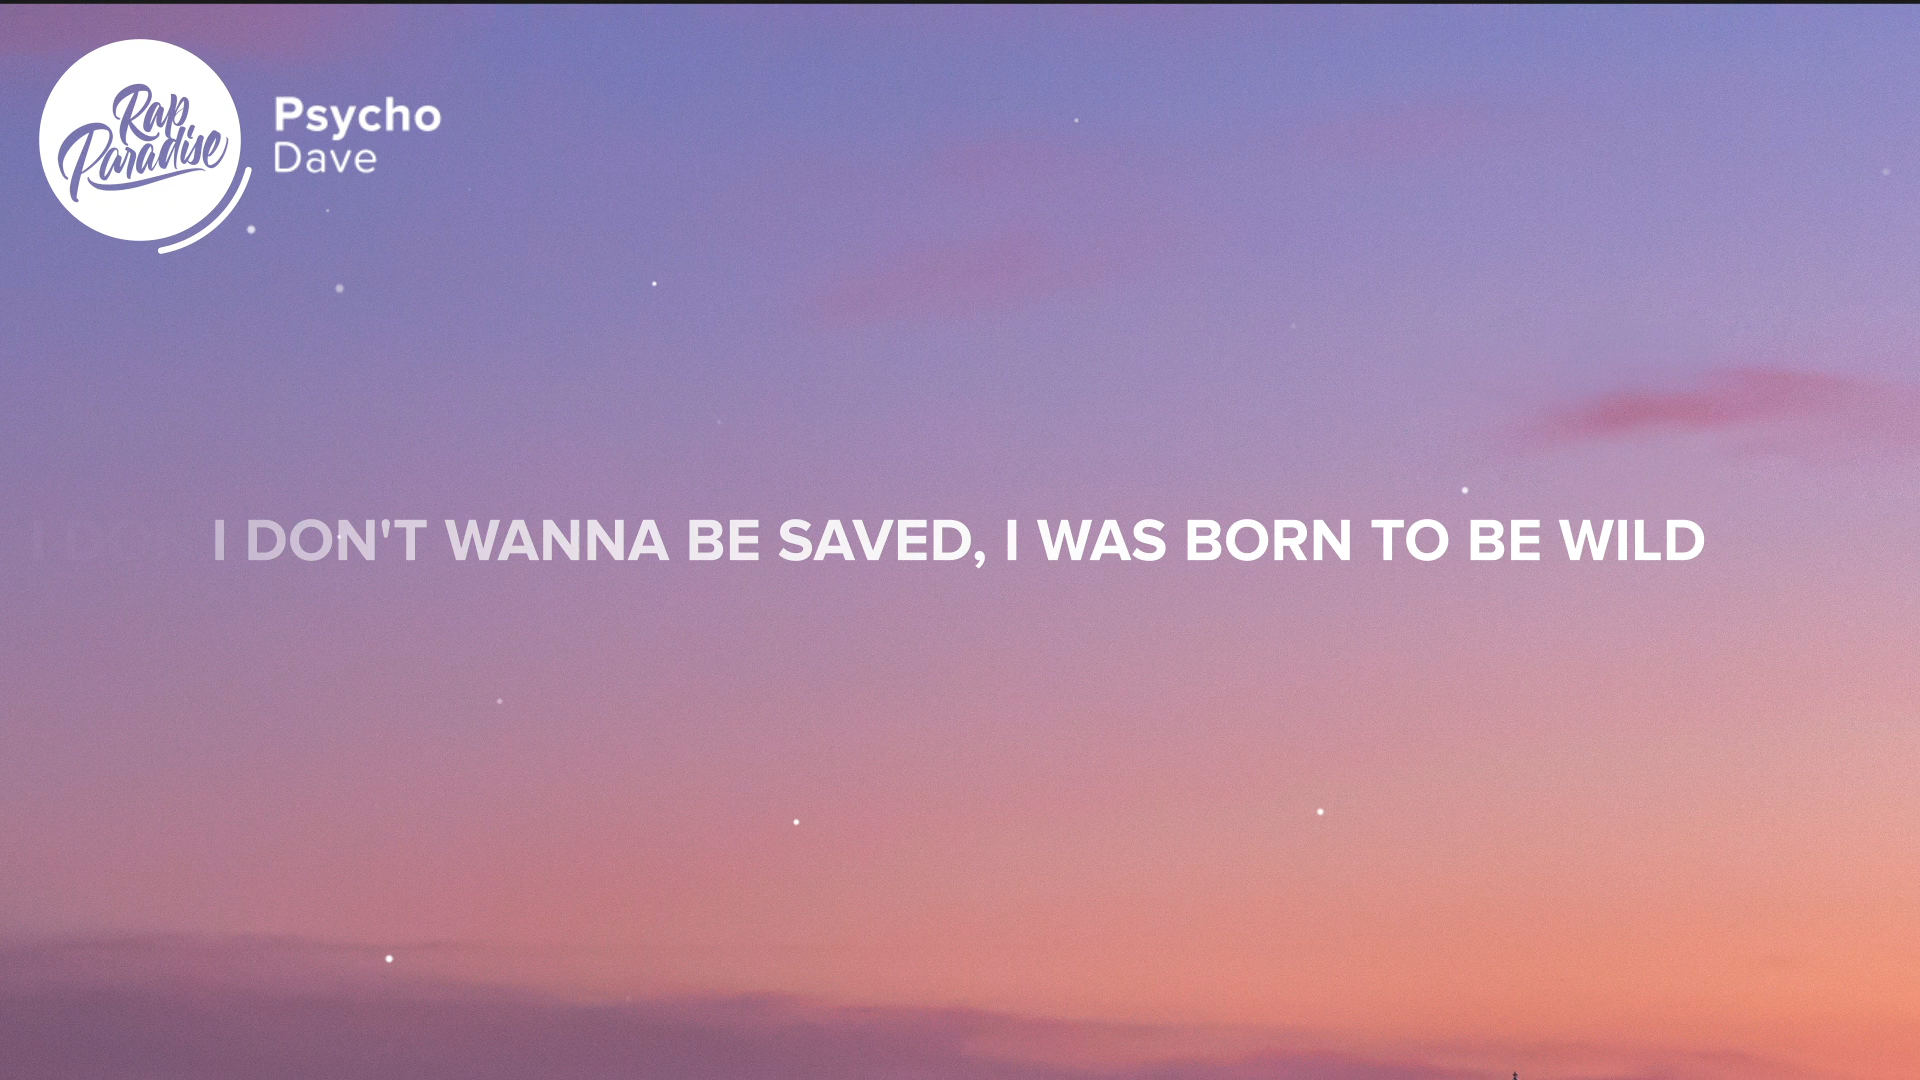 Rap
Paradise
Psycho
Dave
I DON'T WANNA BE SAVED, I WAS BORN TO BE WILD